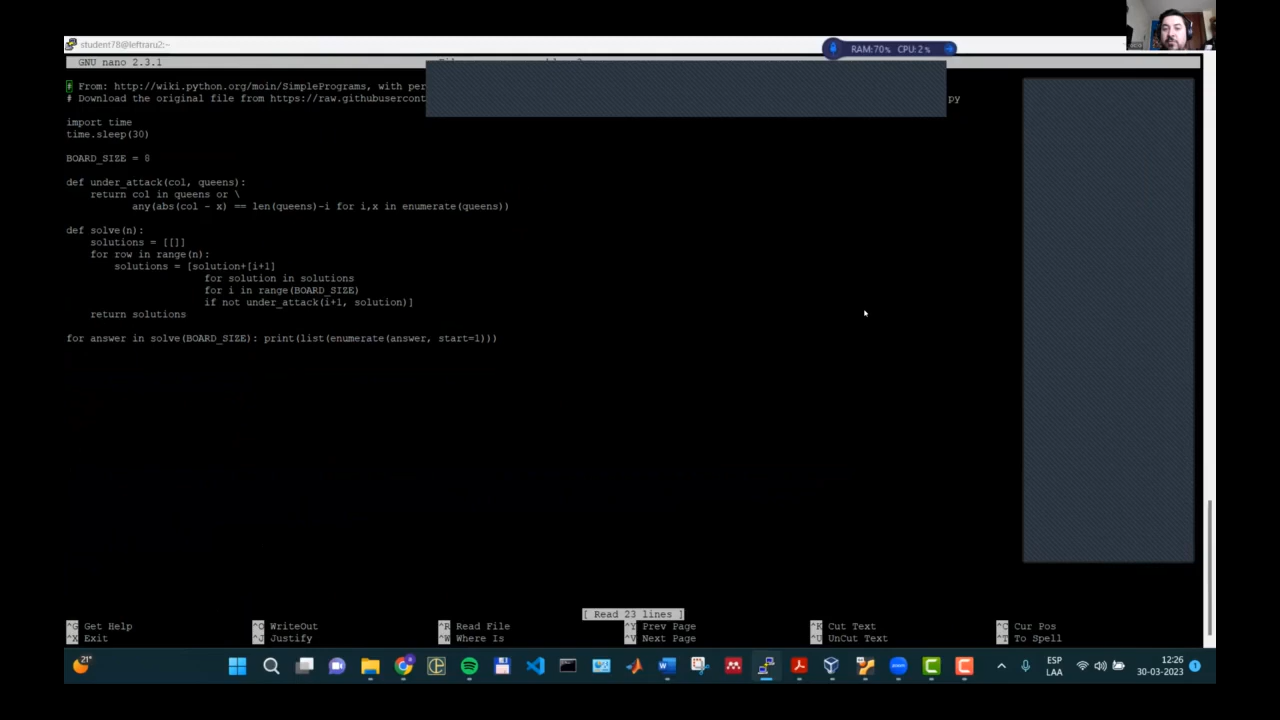 student78@leftraru2:~
RAM: 70% CPU: 2%
GNU nano 2.3.1
# From: http://wiki.python.org/moin/SimplePrograms, with per
# Download the original file from https://raw.githubusercont py
import time
time.sleep(30)
BOARD_SIZE = 8
def under_attack(col, queens):
return col in queens or \
any(abs(col - x) == len(queens)-i for i,x in enumerate(queens))
def solve(n):
solutions = [[]]
for row in range(n):
solutions = [solution+[i+1]
for solution in solutions
for i in range(BOARD_SIZE)
if not under_attack(i+1, solution)]
return solutions
for answer in solve(BOARD_SIZE): print(list(enumerate(answer, start=1)))
[ Read 23 lines ]
^G Get Help ^O WriteOut ^R Read File ^Y Prev Page ^K Cut Text ^C Cur Pos
^X Exit ^J Justify ^W Where Is ^V Next Page ^U UnCut Text ^T To Spell
21°
ESP
LAA
12:26
30-03-2023
1